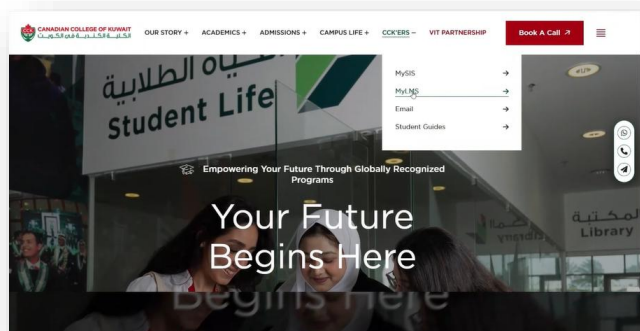 CANADIAN COLLEGE OF KUWAIT
الكلية الكندية في الكويت
OUR STORY +
ACADEMICS +
ADMISSIONS +
CAMPUS LIFE +
CCK'ERS −
VIT PARTNERSHIP
Book A Call ↗
MySIS →
MyLMS →
Email →
Student Guides →
الحياة الطلابية
Student Life
Empowering Your Future Through Globally Recognized
Programs
Your Future
Begins Here
المكتبة
Library
Begins Here